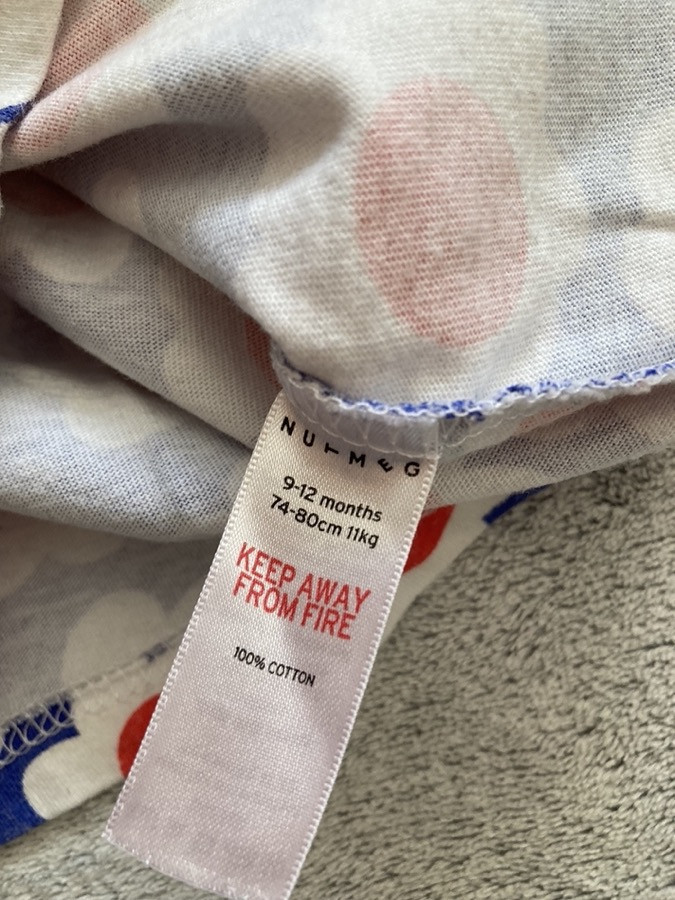 NUTMEG
9-12 months
74-80cm 11kg
KEEP AWAY
FROM FIRE
100% COTTON